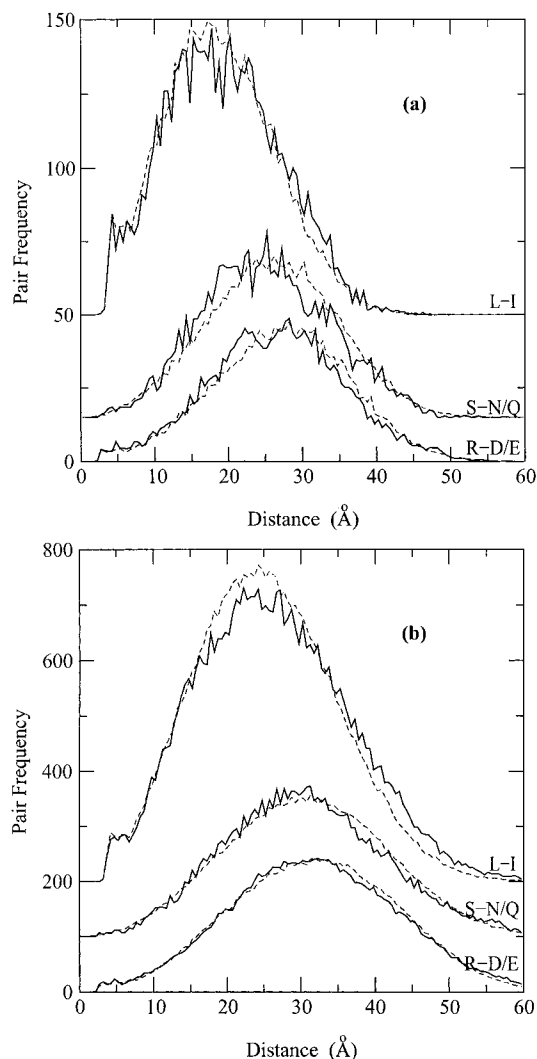 150
(a)
100
Pair Frequency
50
L-I
S-N/Q
R-D/E
0
0 10 20 30 40 50 60
Distance (Å)
800
(b)
600
Pair Frequency
400
L-I
200
S-N/Q
R-D/E
0
0 10 20 30 40 50 60
Distance (Å)